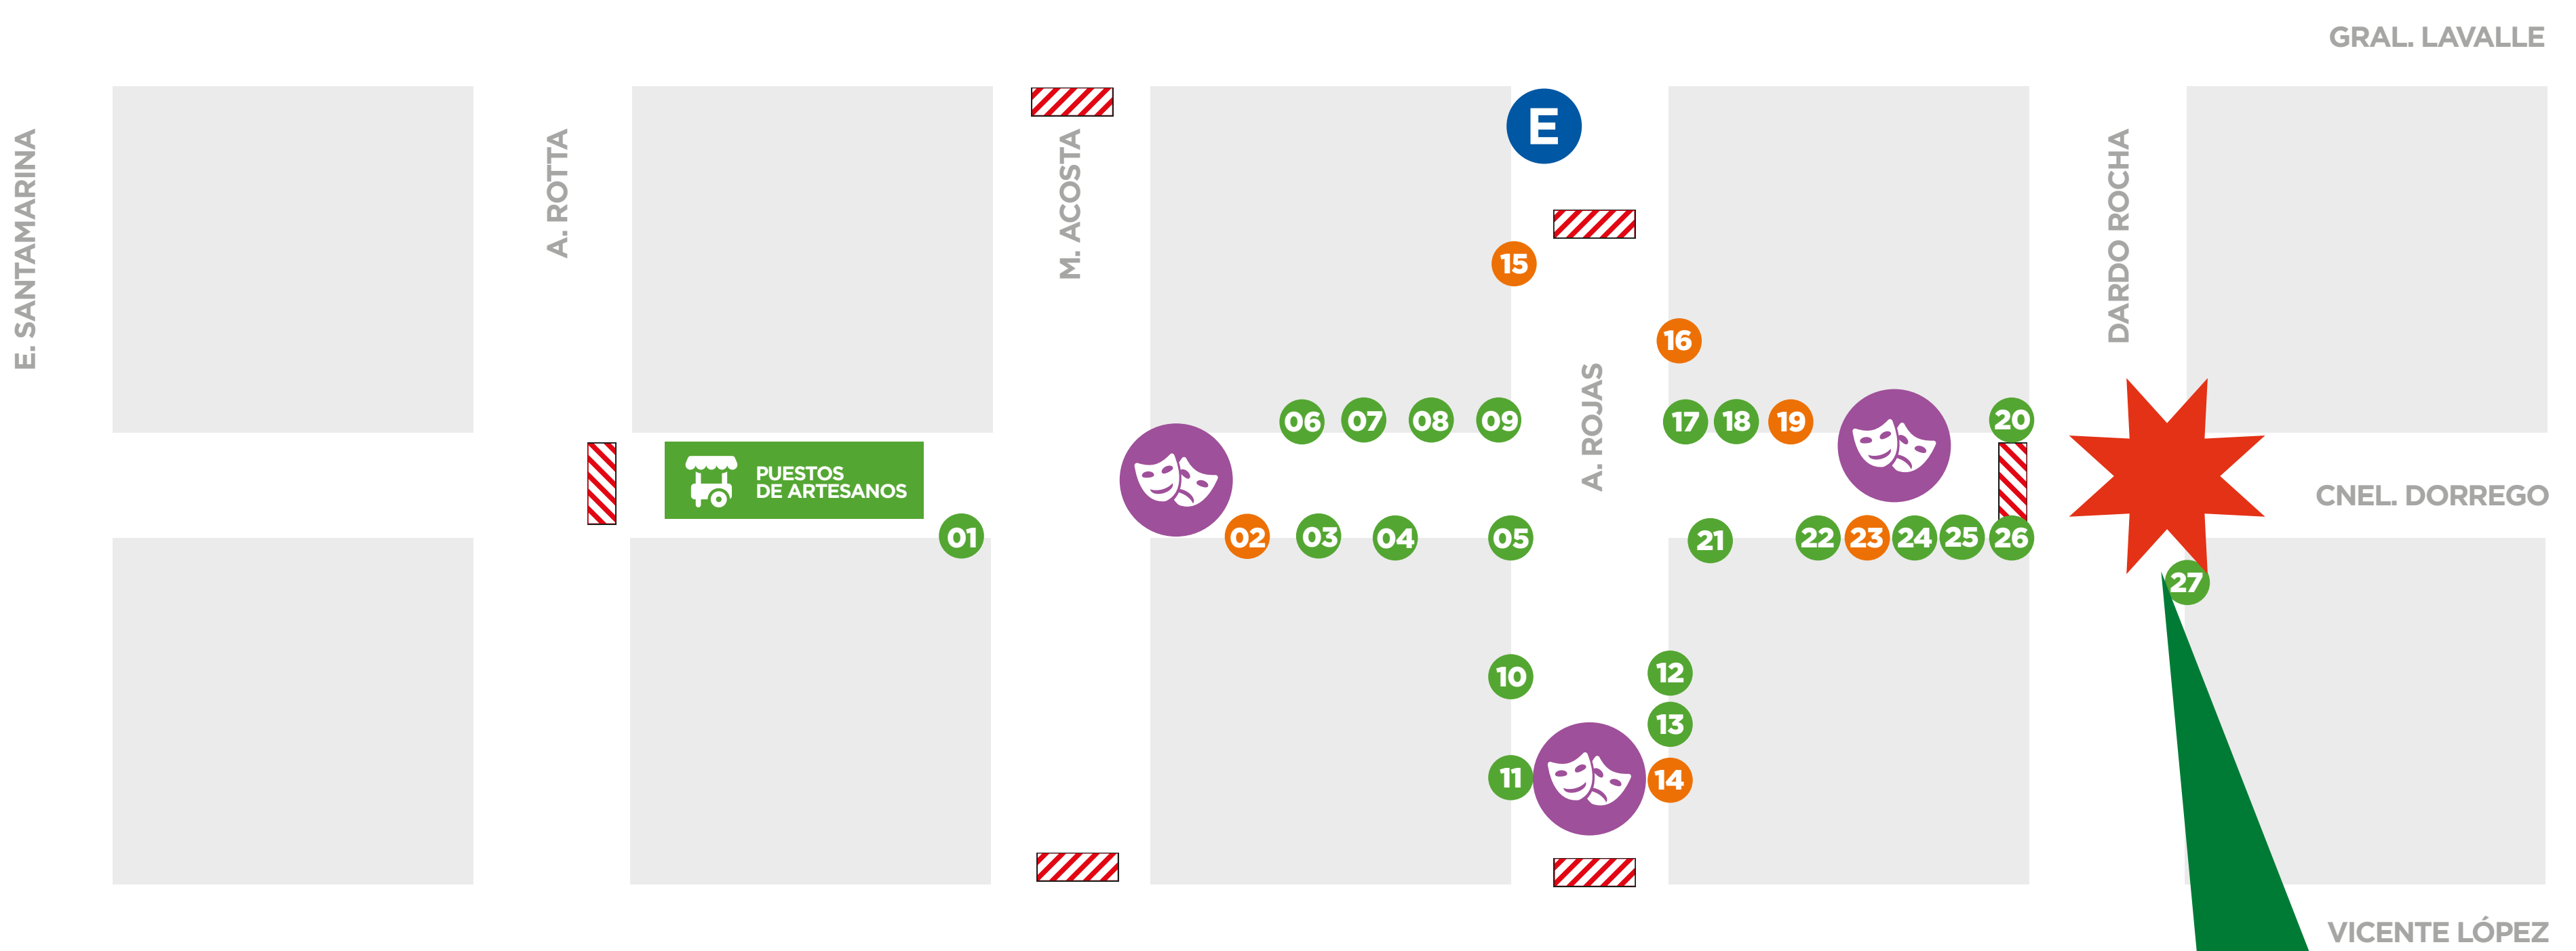 GRAL. LAVALLE
E. SANTAMARINA
A. ROTTA
M. ACOSTA
E
DARDO ROCHA
15
16
A. ROJAS
06 07 08 09
17 18 19
20
PUESTOS
DE ARTESANOS
CNEL. DORREGO
01
02 03 04 05
21 22 23 24 25 26
27
10
12
13
11
14
VICENTE LÓPEZ